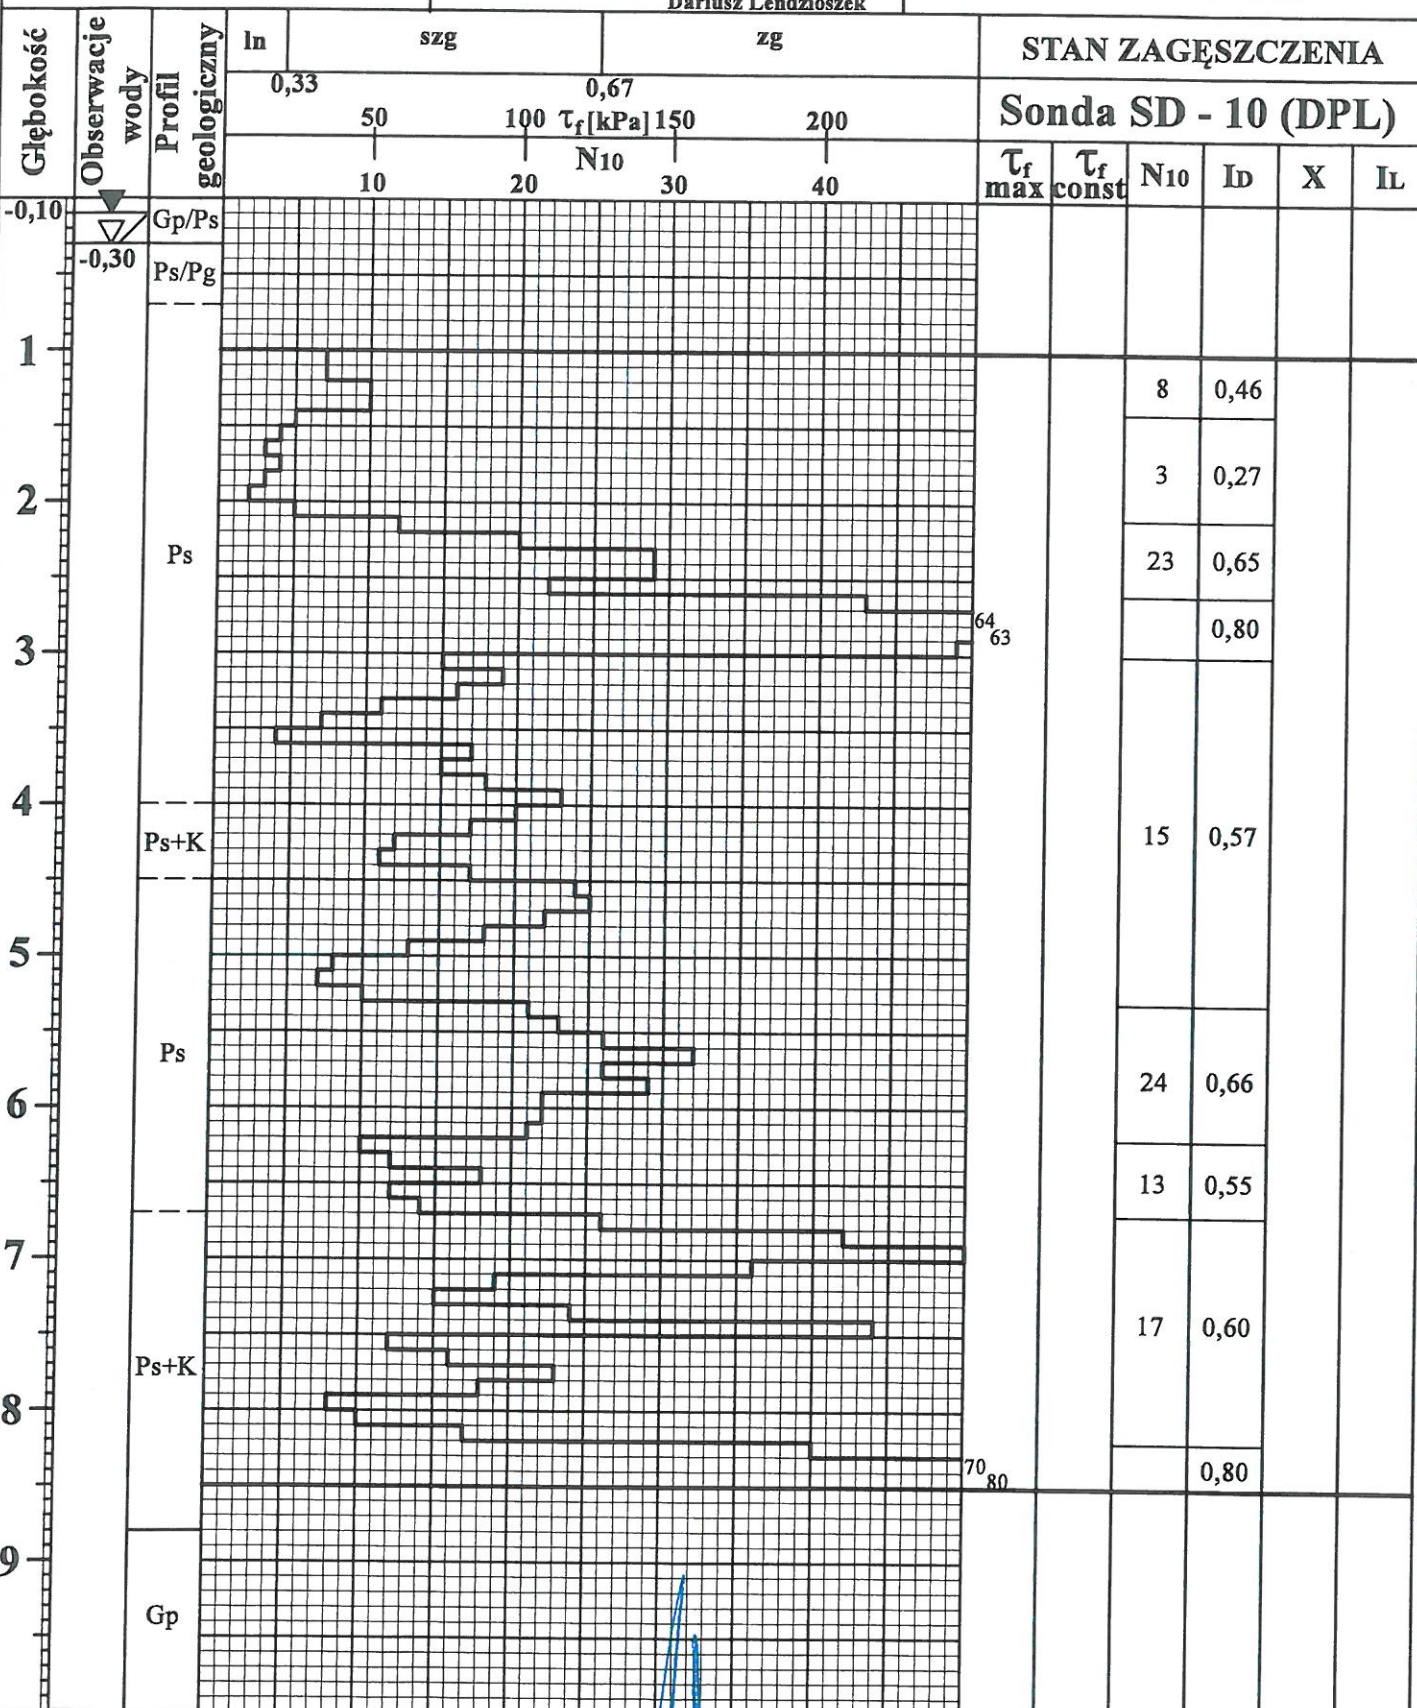 Dariusz Lendzioszek
Głębokość
Obserwacje wody
Profil geologiczny
ln szg zg
0,33 0,67
50 100 τf[kPa] 150 200
N10
10 20 30 40
STAN ZAGĘSZCZENIA
Sonda SD - 10 (DPL)
τf max τf const N10 ID X IL
-0,10 Gp/Ps
-0,30 Ps/Pg
1
8 0,46
3 0,27
2
Ps 23 0,65
64
63 0,80
3
4
Ps+K 15 0,57
5
Ps 24 0,66
6
13 0,55
7
17 0,60
Ps+K
8
70
80 0,80
9
Gp